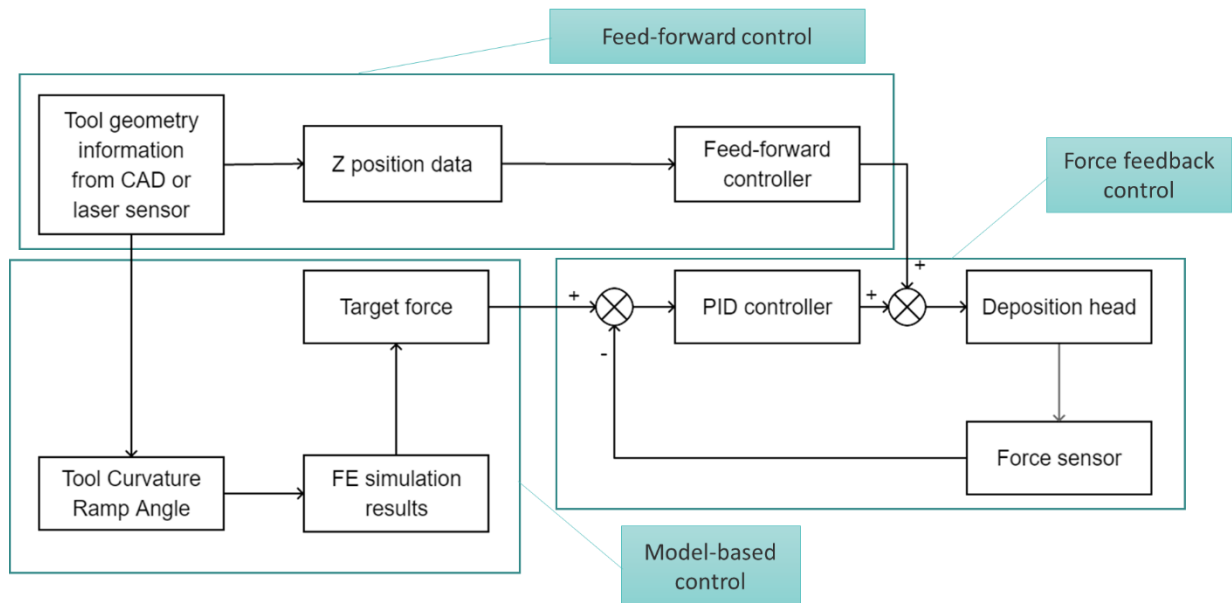 Feed-forward control
Tool geometry
information
from CAD or
laser sensor
Z position data
Feed-forward
controller
Force feedback
control
+
Target force
+
-
PID controller
+
Deposition head
Force sensor
Tool Curvature
Ramp Angle
FE simulation
results
Model-based
control